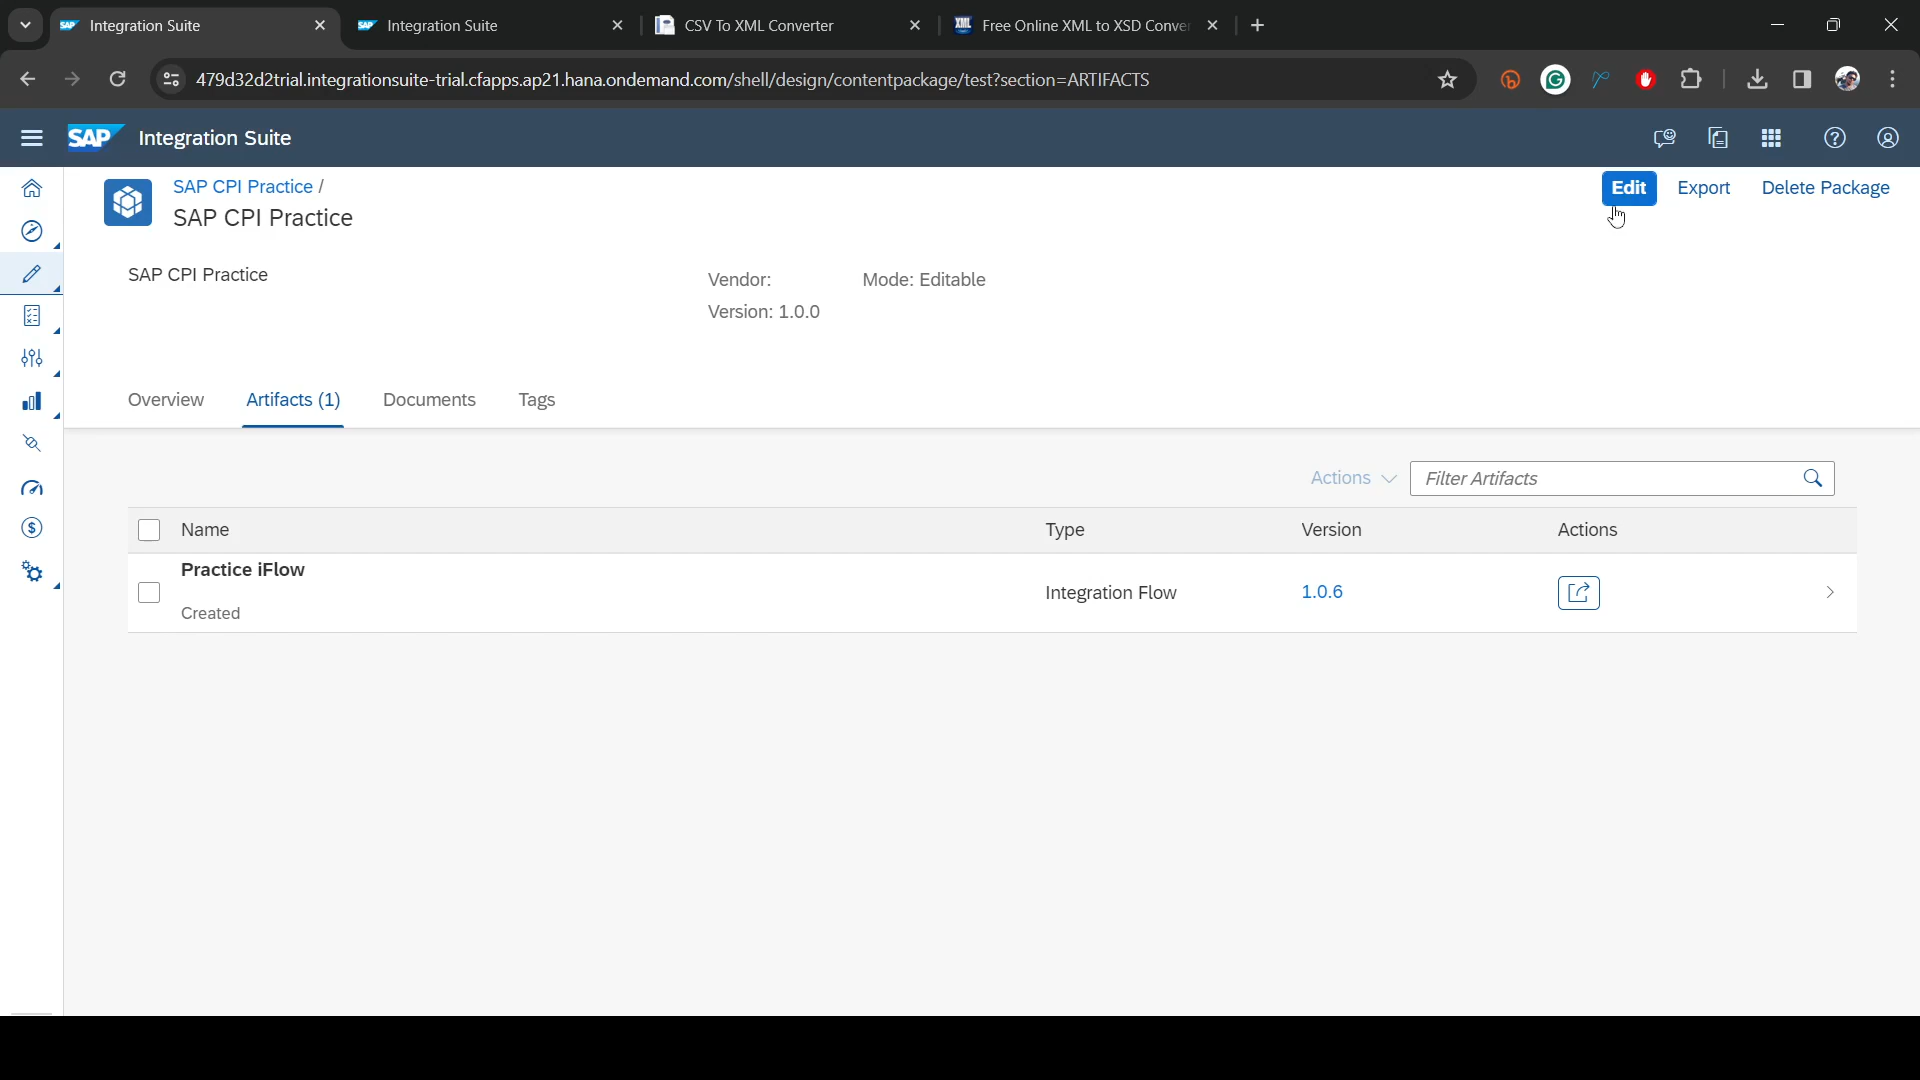 Integration Suite
Integration Suite
CSV To XML Converter
Free Online XML to XSD Conver
479d32d2trial.integrationsuite-trial.cfapps.ap21.hana.ondemand.com/shell/design/contentpackage/test?section=ARTIFACTS
SAP Integration Suite
SAP CPI Practice /
SAP CPI Practice
Edit
Export
Delete Package
SAP CPI Practice
Vendor:
Mode: Editable
Version: 1.0.0
Overview
Artifacts (1)
Documents
Tags
Actions
Filter Artifacts
Name
Type
Version
Actions
Practice iFlow
Created
Integration Flow
1.0.6